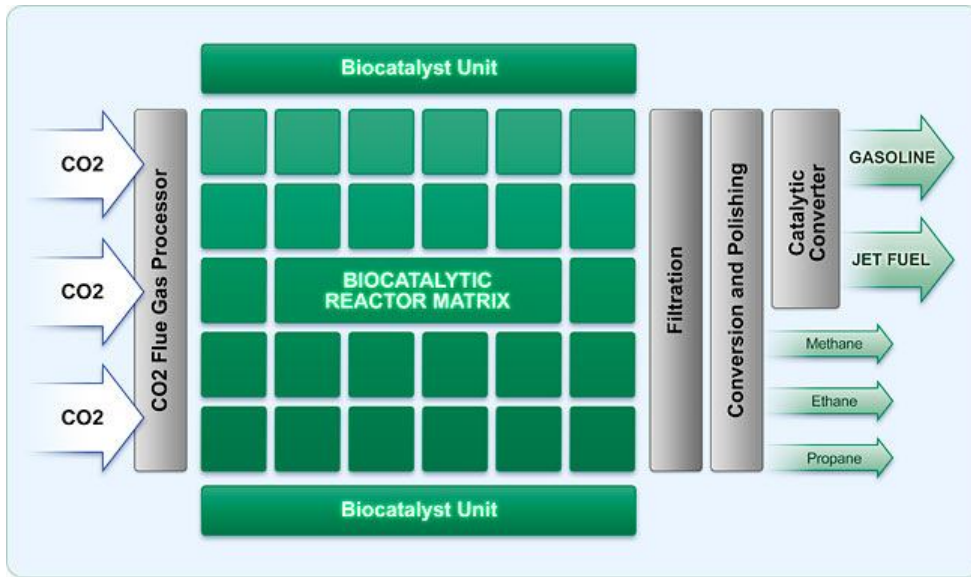 Biocatalyst Unit
CO2
CO2
CO2
CO2 Flue Gas Processor
BIOCATALYTIC
REACTOR MATRIX
Biocatalyst Unit
Filtration
Conversion and Polishing
Catalytic
Converter
GASOLINE
JET FUEL
Methane
Ethane
Propane